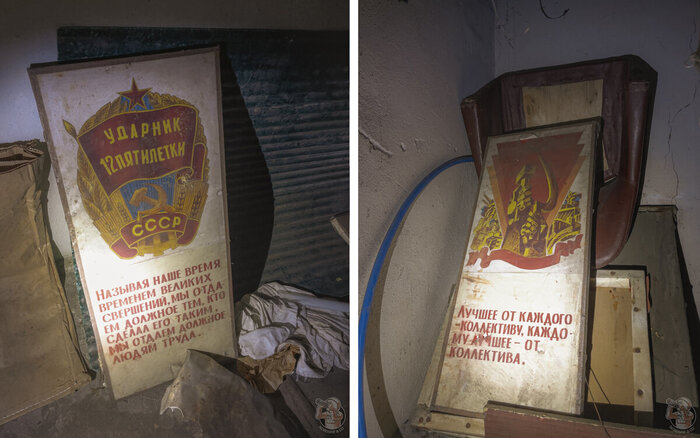 УДАРНИК
12 ПЯТИЛЕТКИ
СССР
НАЗЫВАЯ НАШЕ ВРЕМЯ
ВРЕМЕНЕМ ВЕЛИКИХ
СВЕРШЕНИЙ, МЫ ОТДА-
ЕМ ДОЛЖНОЕ ТЕМ, КТО
СДЕЛАЛ ЕГО ТАКИМ.
МЫ ОТДАЕМ ДОЛЖНОЕ
ЛЮДЯМ ТРУДА...
ЛУЧШЕЕ ОТ КАЖДОГО
-КОЛЛЕКТИВУ, КАЖДО-
МУ ЛУЧШЕЕ - ОТ
КОЛЛЕКТИВА.